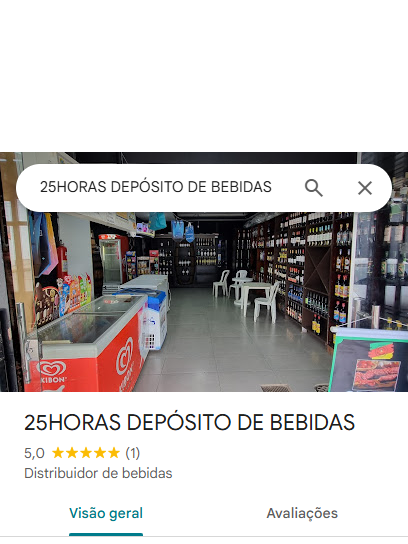 25HORAS DEPÓSITO DE BEBIDAS
KIBON
25HORAS DEPÓSITO DE BEBIDAS
5,0 ★★★★★ (1)
Distribuidor de bebidas
Visão geral Avaliações